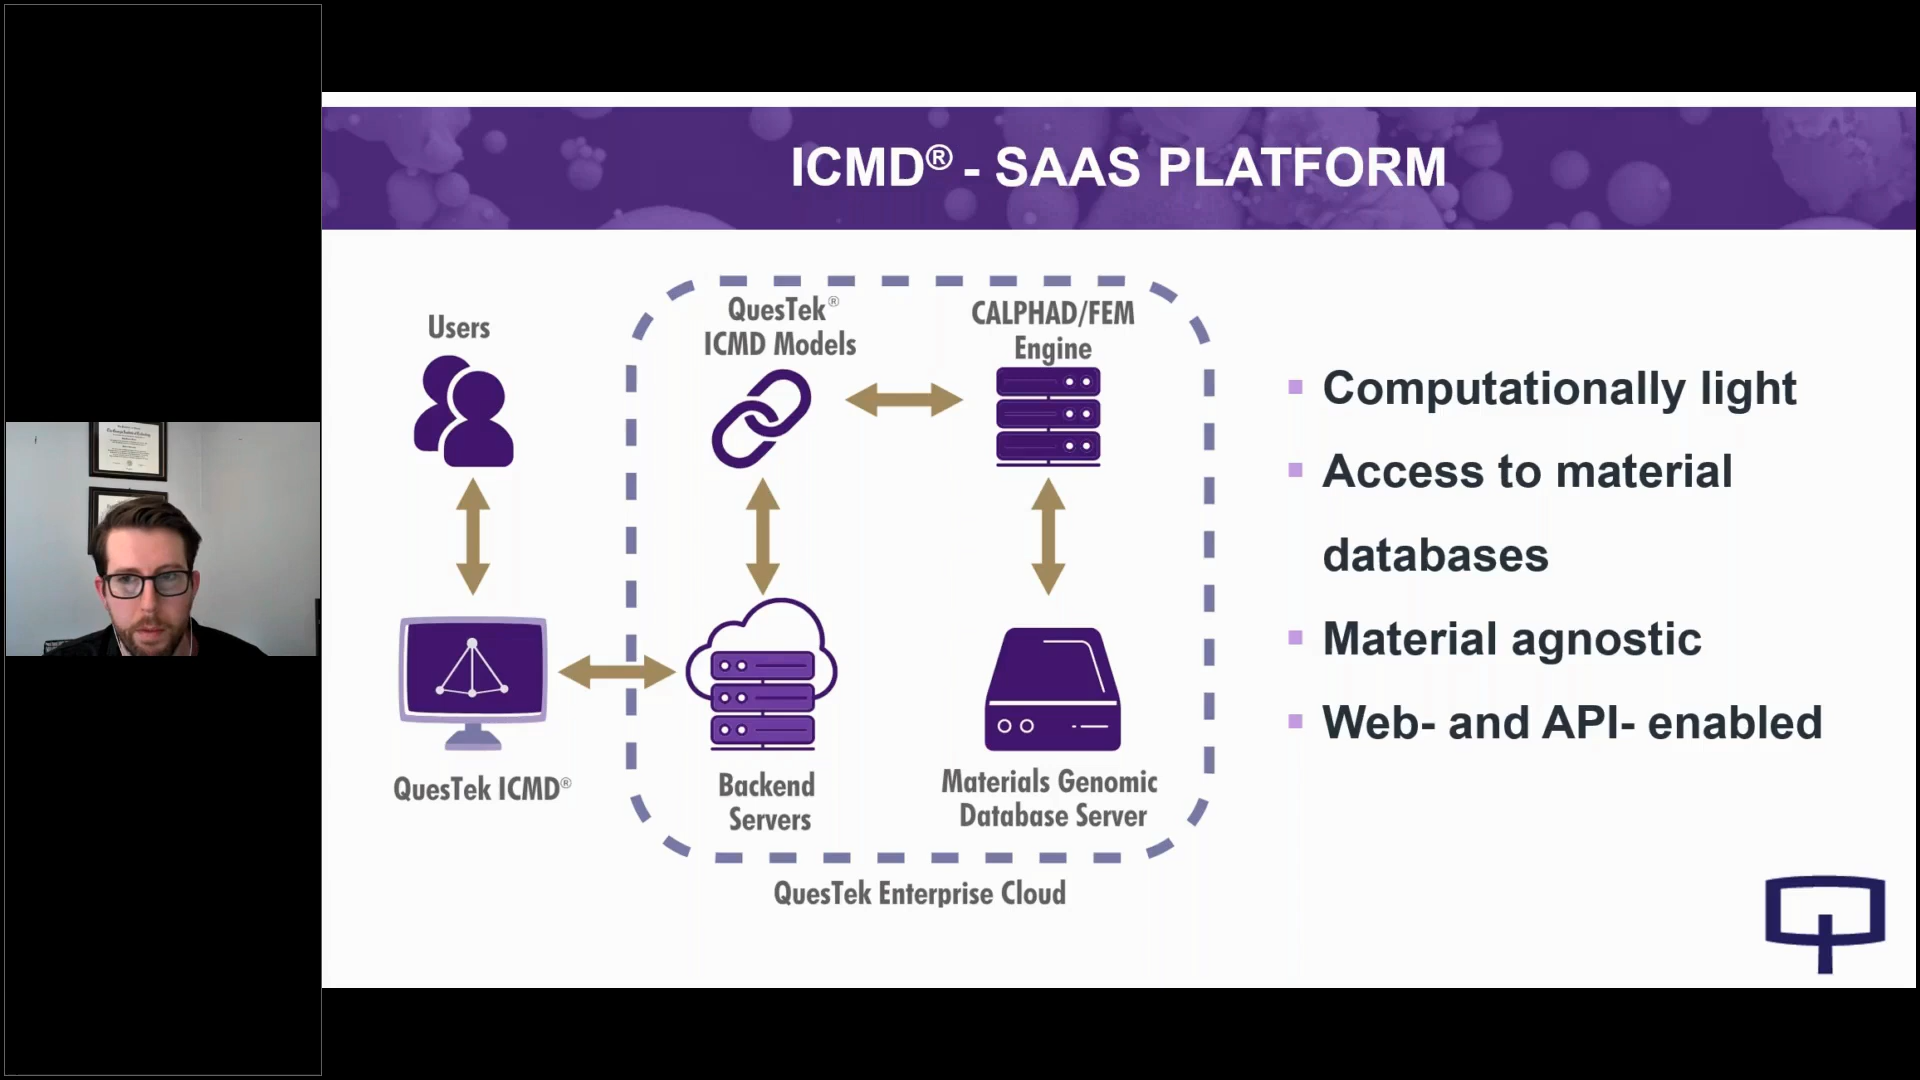 ICMD® - SAAS PLATFORM
Users
QuesTek®
ICMD Models
CALPHAD/FEM
Engine
QuesTek ICMD®
Backend
Servers
Materials Genomic
Database Server
QuesTek Enterprise Cloud
Computationally light
Access to material
databases
Material agnostic
Web- and API- enabled